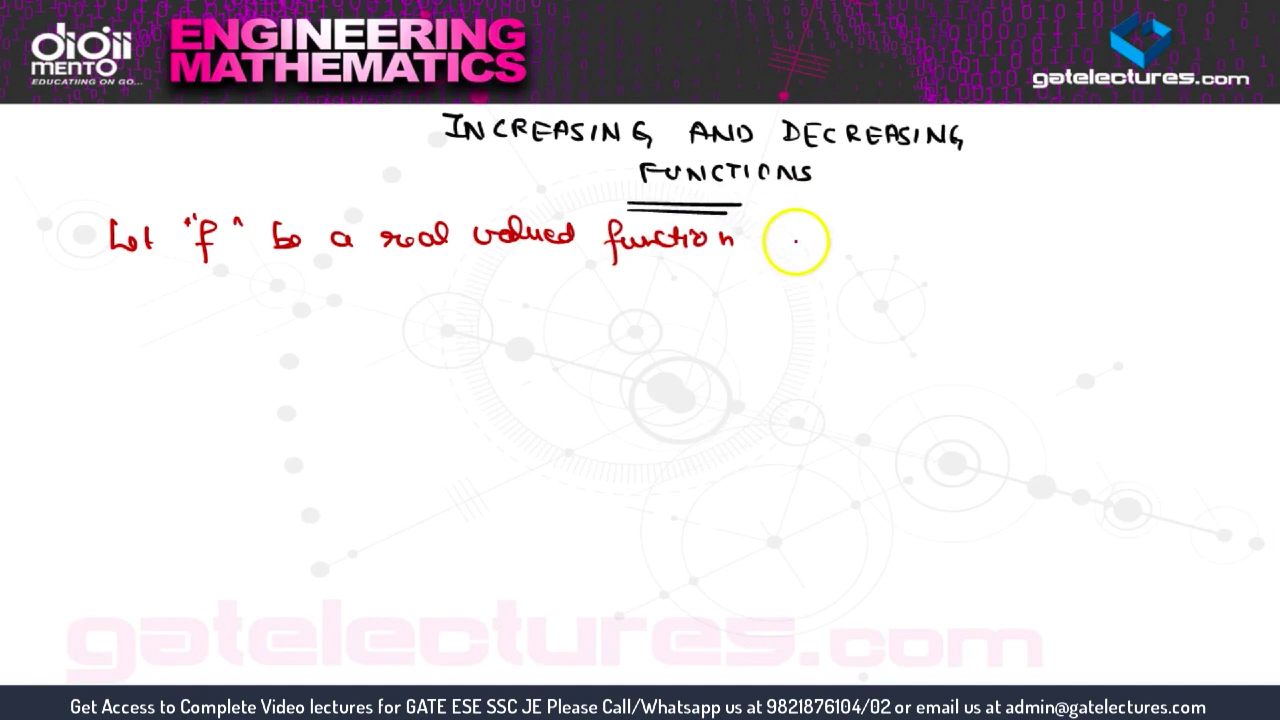 DIGII
MENTO
EDUCATIING ON GO...
ENGINEERING
MATHEMATICS
gatelectures.com
INCREASING AND DECREASING
FUNCTIONS
Let "f" be a real valued function
gatelectures.com
Get Access to Complete Video lectures for GATE ESE SSC JE Please Call/Whatsapp us at 9821876104/02 or email us at admin@gatelectures.com